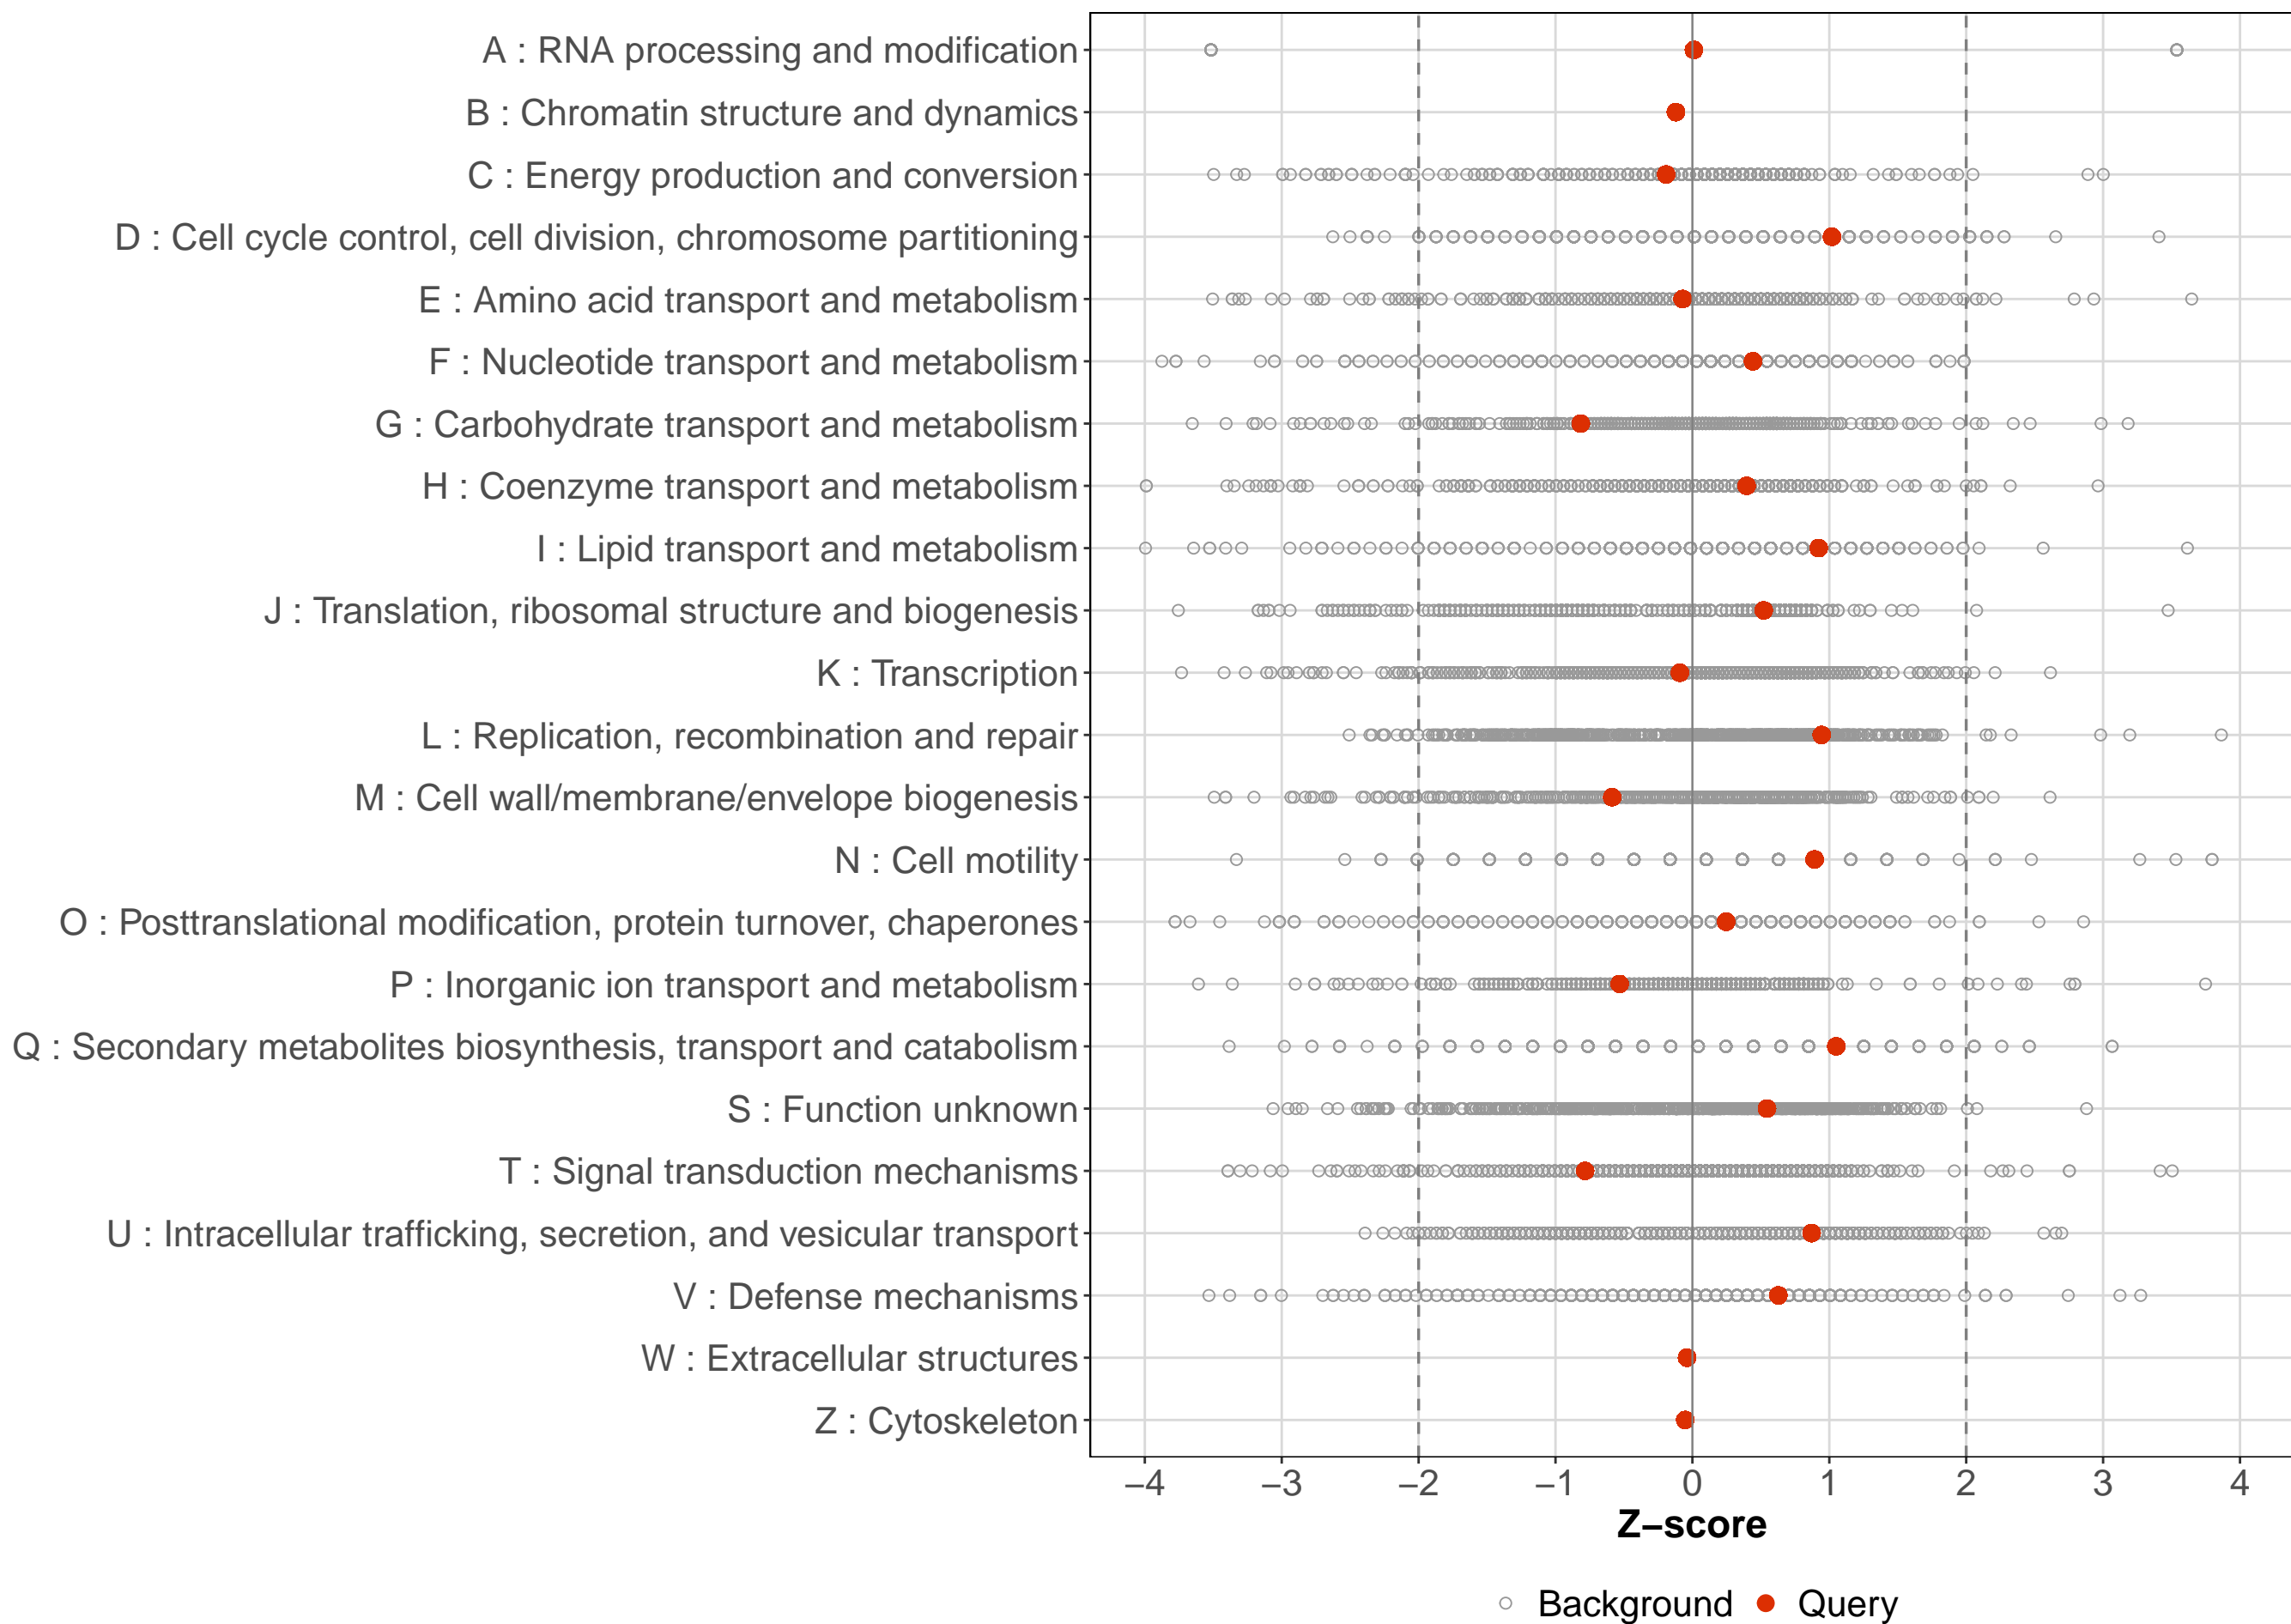 A : RNA processing and modification
B : Chromatin structure and dynamics
C : Energy production and conversion
D : Cell cycle control, cell division, chromosome partitioning
E : Amino acid transport and metabolism
F : Nucleotide transport and metabolism
G : Carbohydrate transport and metabolism
H : Coenzyme transport and metabolism
I : Lipid transport and metabolism
J : Translation, ribosomal structure and biogenesis
K : Transcription
L : Replication, recombination and repair
M : Cell wall/membrane/envelope biogenesis
N : Cell motility
O : Posttranslational modification, protein turnover, chaperones
P : Inorganic ion transport and metabolism
Q : Secondary metabolites biosynthesis, transport and catabolism
S : Function unknown
T : Signal transduction mechanisms
U : Intracellular trafficking, secretion, and vesicular transport
V : Defense mechanisms
W : Extracellular structures
Z : Cytoskeleton
−4 −3 −2 −1 0 1 2 3 4
Z−score
Background Query